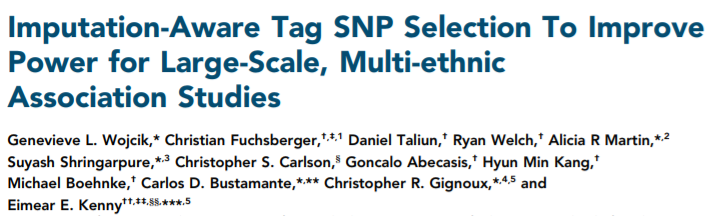 Imputation-Aware Tag SNP Selection To Improve
Power for Large-Scale, Multi-ethnic
Association Studies
Genevieve L. Wojcik,* Christian Fuchsberger,†,‡,1 Daniel Taliun,† Ryan Welch,† Alicia R Martin,*,2
Suyash Shringarpure,*,3 Christopher S. Carlson,§ Goncalo Abecasis,† Hyun Min Kang,†
Michael Boehnke,† Carlos D. Bustamante,*,** Christopher R. Gignoux,*,4,5 and
Eimear E. Kenny††,‡‡,§§,***,5